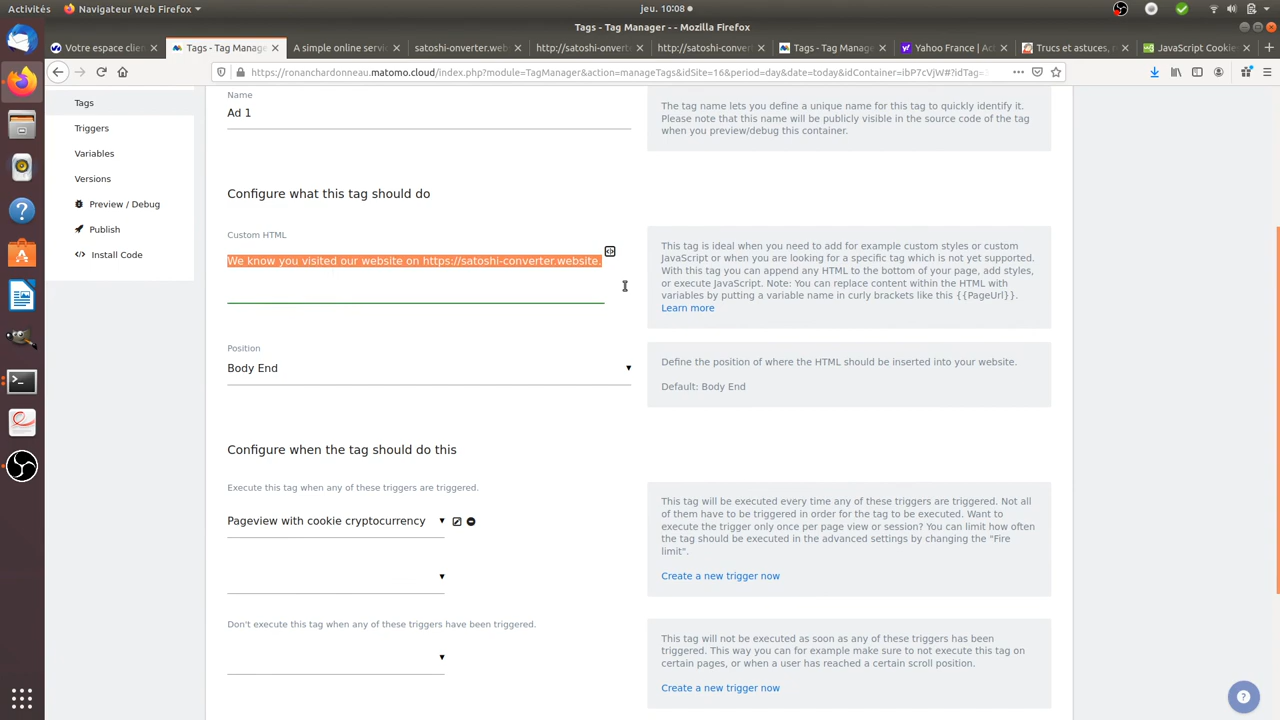 Activités
Firefox Web Browser
jeu. 10:08
Tags - Tag Manager - - Mozilla Firefox
Votre espace clien
Tags - Tag Manage
A simple online servi
satoshi-onverter.web
http://satoshi-onverte
http://satoshi-conver
Tags - Tag Manage
Yahoo France | Act
Trucs et astuces, n
JavaScript Cookie
https://ronanchardonneau.matomo.cloud/index.php?module=TagManager&action=manageTags&idSite=16&period=day&date=today&idContainer=ibP7cVjW#?idTag=
Tags
Triggers
Variables
Versions
Preview / Debug
Publish
Install Code
Name
Ad 1
The tag name lets you define a unique name for this tag to quickly identify it.
Please note that this name will be publicly visible in the source code of the tag
when you preview/debug this container.
Configure what this tag should do
Custom HTML
We know you visited our website on https://satoshi-converter.website.
This tag is ideal when you need to add for example custom styles or custom
JavaScript or when you are looking for a specific tag which is not yet supported.
With this tag you can append any HTML to the bottom of your page, add styles,
or execute JavaScript. Note: You can replace content within the HTML with
variables by putting a variable name in curly brackets like this {{PageUrl}}.
Learn more
Position
Body End
Define the position of where the HTML should be inserted into your website.
Default: Body End
Configure when the tag should do this
Execute this tag when any of these triggers are triggered.
Pageview with cookie cryptocurrency
This tag will be executed every time any of these triggers are triggered. Not all
of them have to be triggered in order for the tag to be executed. Want to
execute the trigger only once per page view or session? You can limit how often
the tag should be executed in the advanced settings by changing the "Fire
limit".
Create a new trigger now
Don't execute this tag when any of these triggers have been triggered.
This tag will not be executed as soon as any of these triggers has been
triggered. This way you can for example make sure to not execute this tag on
certain pages, or when a user has reached a certain scroll position.
Create a new trigger now